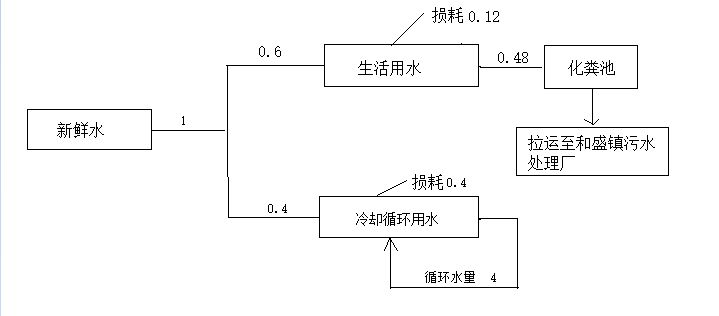 损耗0.12
0.6
生活用水
0.48
化粪池
新鲜水
1
拉运至和盛镇污水
处理厂
损耗0.4
0.4
冷却循环用水
循环水量 4